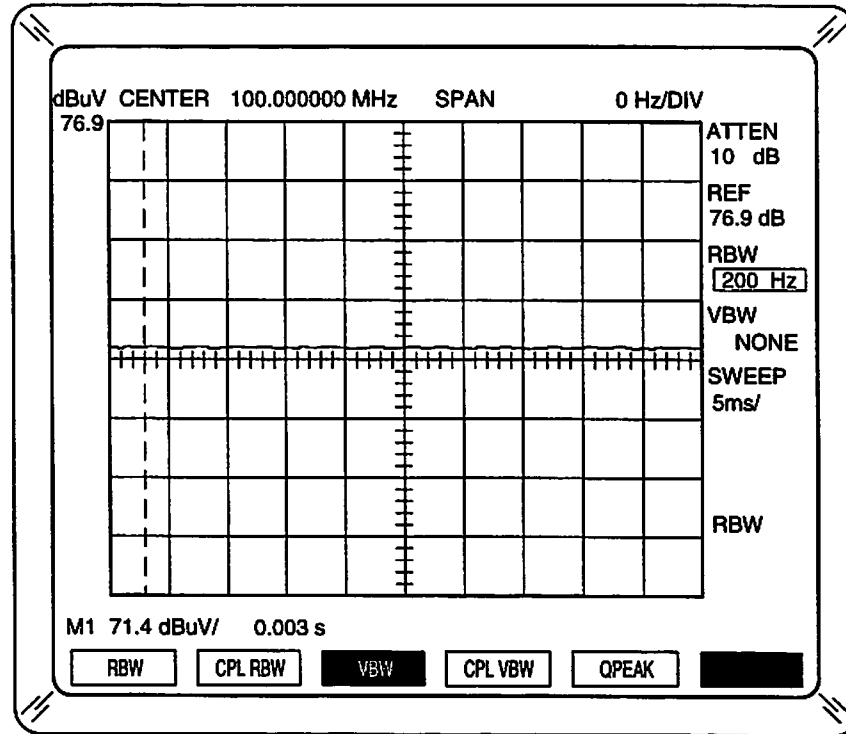 dBuV CENTER 100.000000 MHz SPAN 0 Hz/DIV
76.9
ATTEN
10 dB
REF
76.9 dB
RBW
200 Hz
VBW
NONE
SWEEP
5ms/
RBW
M1 71.4 dBuV/ 0.003 s
RBW CPL RBW VBW CPL VBW QPEAK